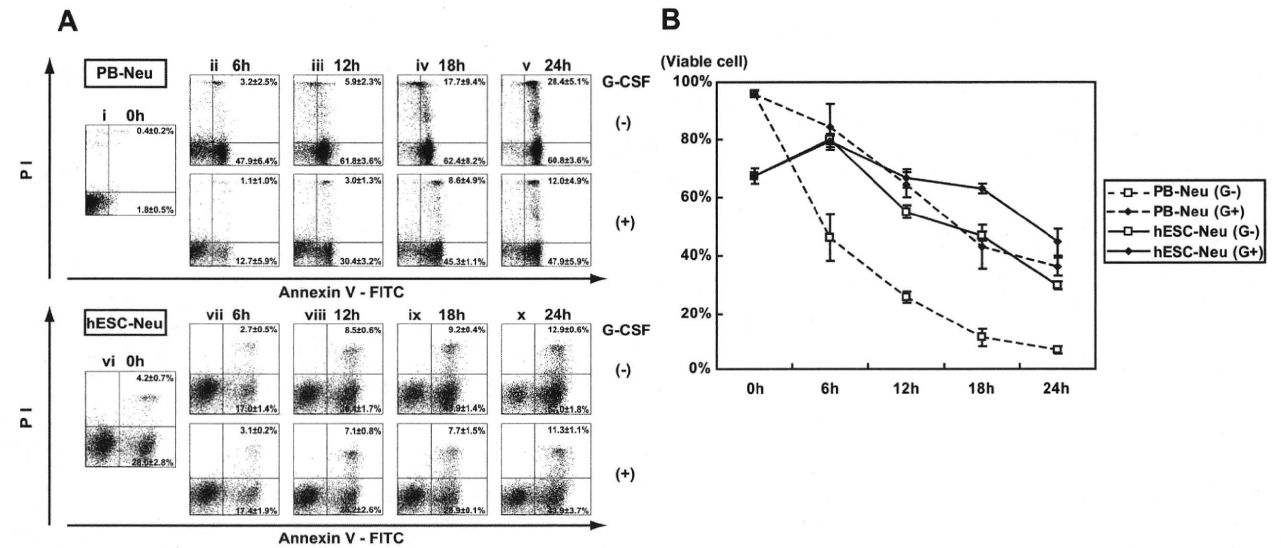 A
PB-Neu
i 0h
0.4±0.2%
1.8±0.5%
ii 6h
iii 12h
iv 18h
v 24h
G-CSF
3.2±2.5%
5.9±2.3%
17.7±9.4%
28.4±5.1%
(-)
47.9±6.4%
61.8±3.6%
62.4±8.2%
60.8±3.6%
1.1±1.0%
3.0±1.3%
8.6±4.9%
12.0±4.9%
(+)
12.7±5.9%
30.4±3.2%
45.3±1.1%
47.9±5.9%
PI
Annexin V - FITC
hESC-Neu
vi 0h
4.2±0.7%
28.0±2.8%
vii 6h
viii 12h
ix 18h
x 24h
G-CSF
2.7±0.5%
8.5±0.6%
9.2±0.4%
12.9±0.6%
(-)
17.0±1.4%
3.1±0.2%
7.1±0.8%
7.7±1.5%
11.3±1.1%
(+)
17.4±1.9%
PI
Annexin V - FITC
B
(Viable cell)
100%
80%
60%
40%
20%
0%
0h
6h
12h
18h
24h
PB-Neu (G-)
PB-Neu (G+)
hESC-Neu (G-)
hESC-Neu (G+)